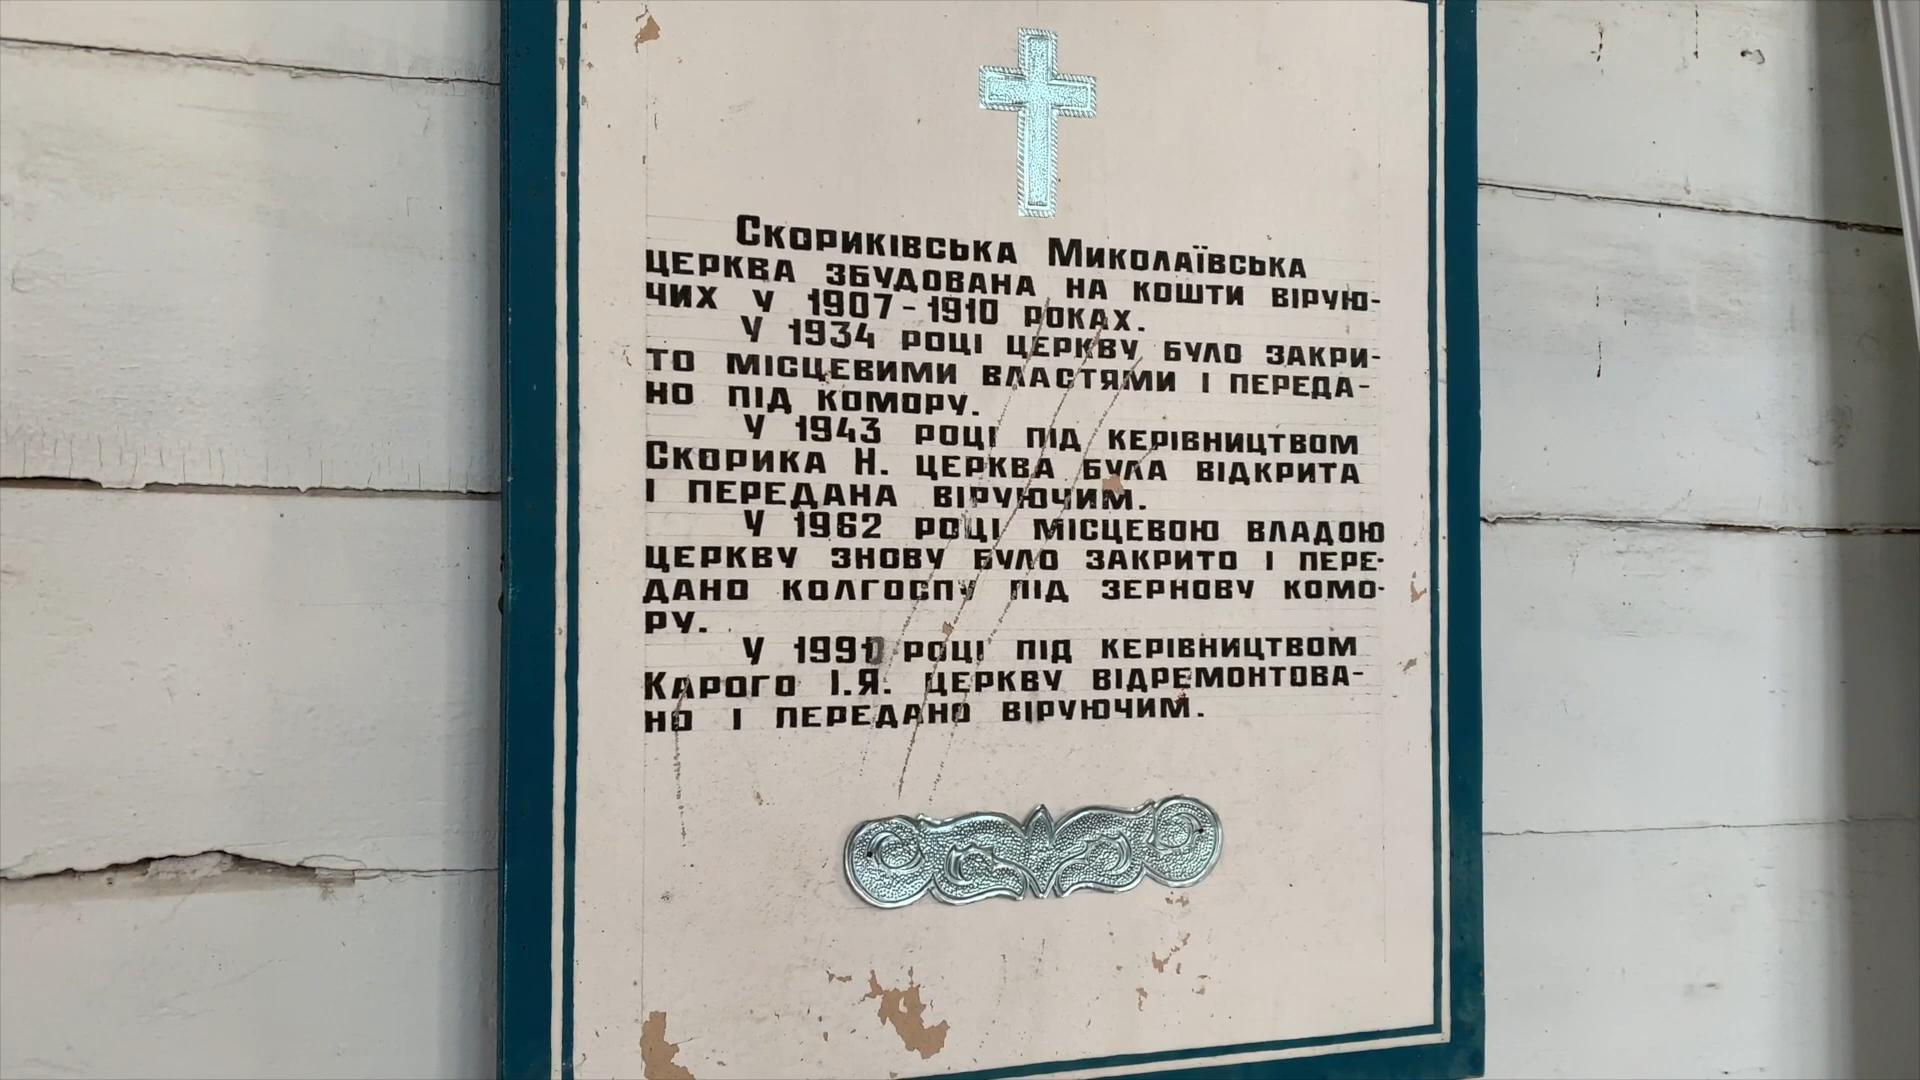 Скориківська Миколаївська
церква збудована на кошти вірую-
чих у 1907-1910 роках.
У 1934 році церкву було закри-
то місцевими властями і переда-
но під комору.
У 1943 році під керівництвом
Скорика Н. церква була відкрита
і передана віруючим.
У 1962 році місцевою владою
церкву знову було закрито і пере-
дано колгоспу під зернову комо-
ру.
У році під керівництвом
Карого І.Я. церкву відремонтова-
но і передано віруючим.